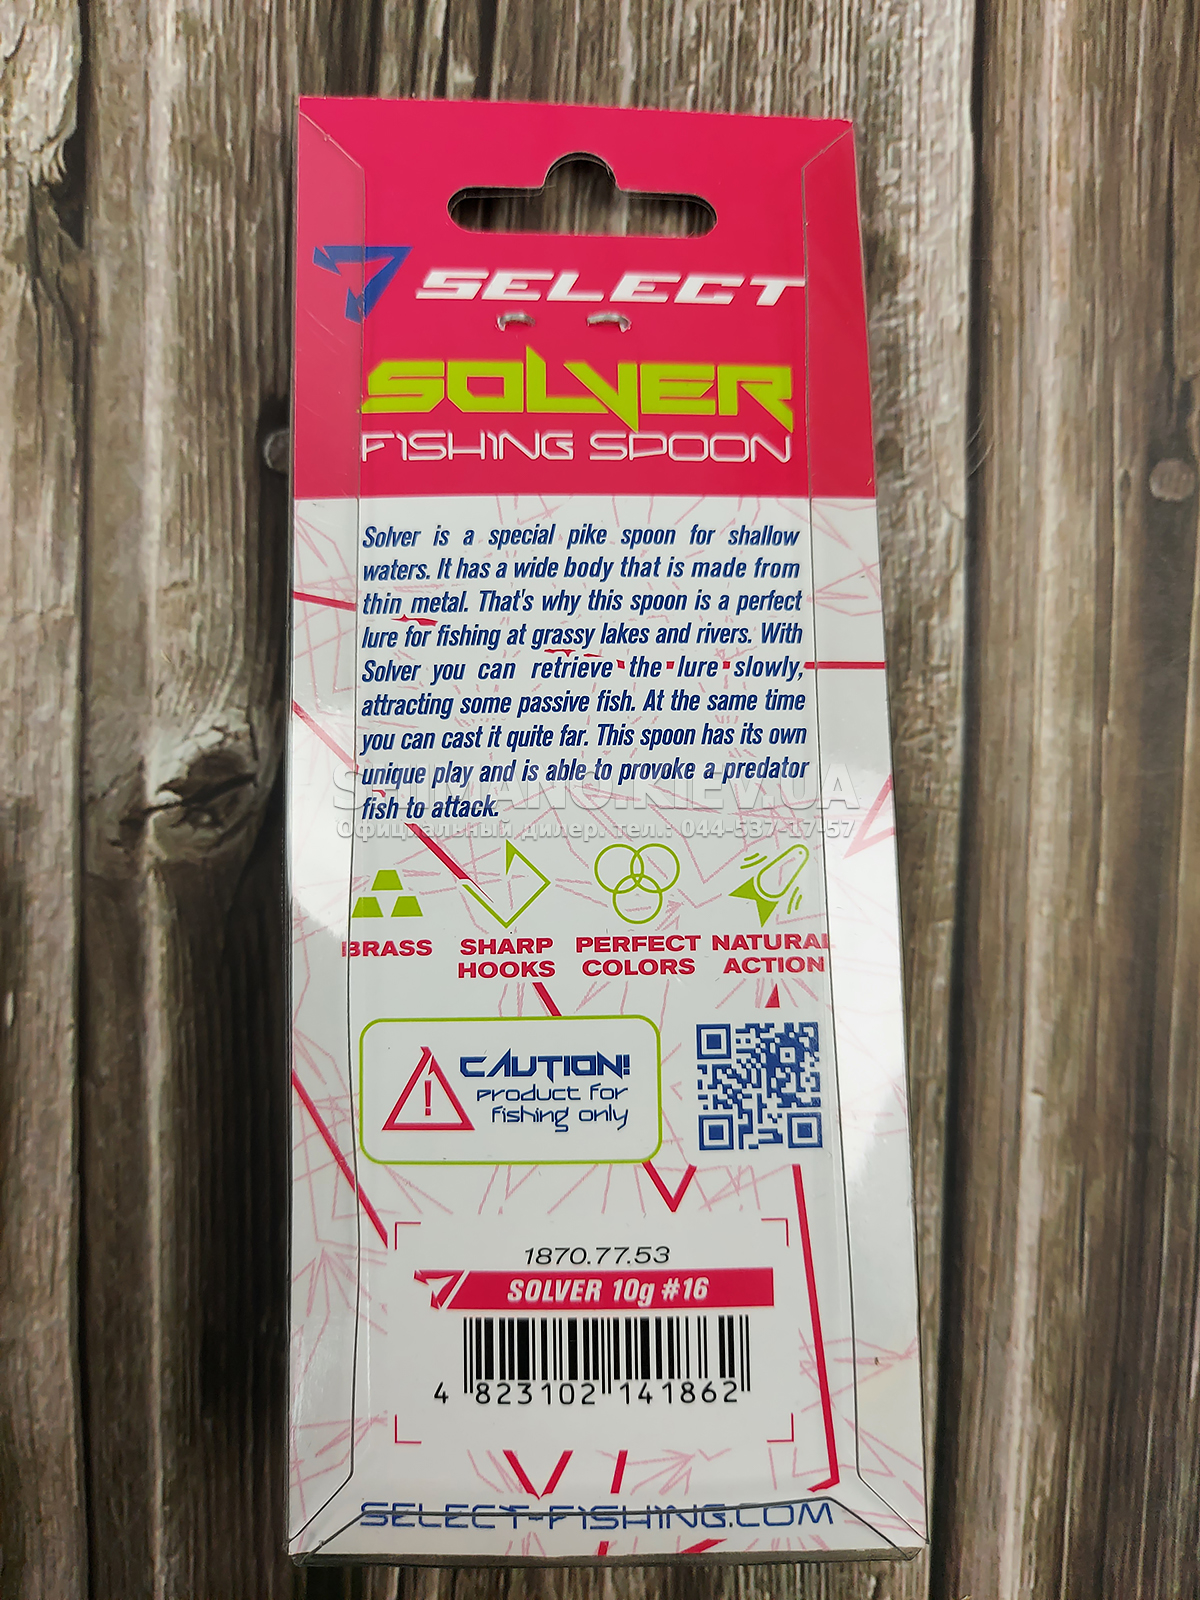 SELECT
SOLVER
FISHING SPOON
Solver is a special pike spoon for shallow
waters. It has a wide body that is made from
thin metal. That's why this spoon is a perfect
lure for fishing at grassy lakes and rivers. With
Solver you can retrieve the lure slowly,
attracting some passive fish. At the same time
you can cast it quite far. This spoon has its own
unique play and is able to provoke a predator
fish to attack.
SHIMANO.KIEV.UA
Официальный дилер. тел.: 044-537-17-57
BRASS
SHARP
HOOKS
PERFECT
COLORS
NATURAL
ACTION
!
CAUTION!
product for
fishing only
1870.77.53
SOLVER 10g #16
4 823102 141862
SELECT-FISHING.COM